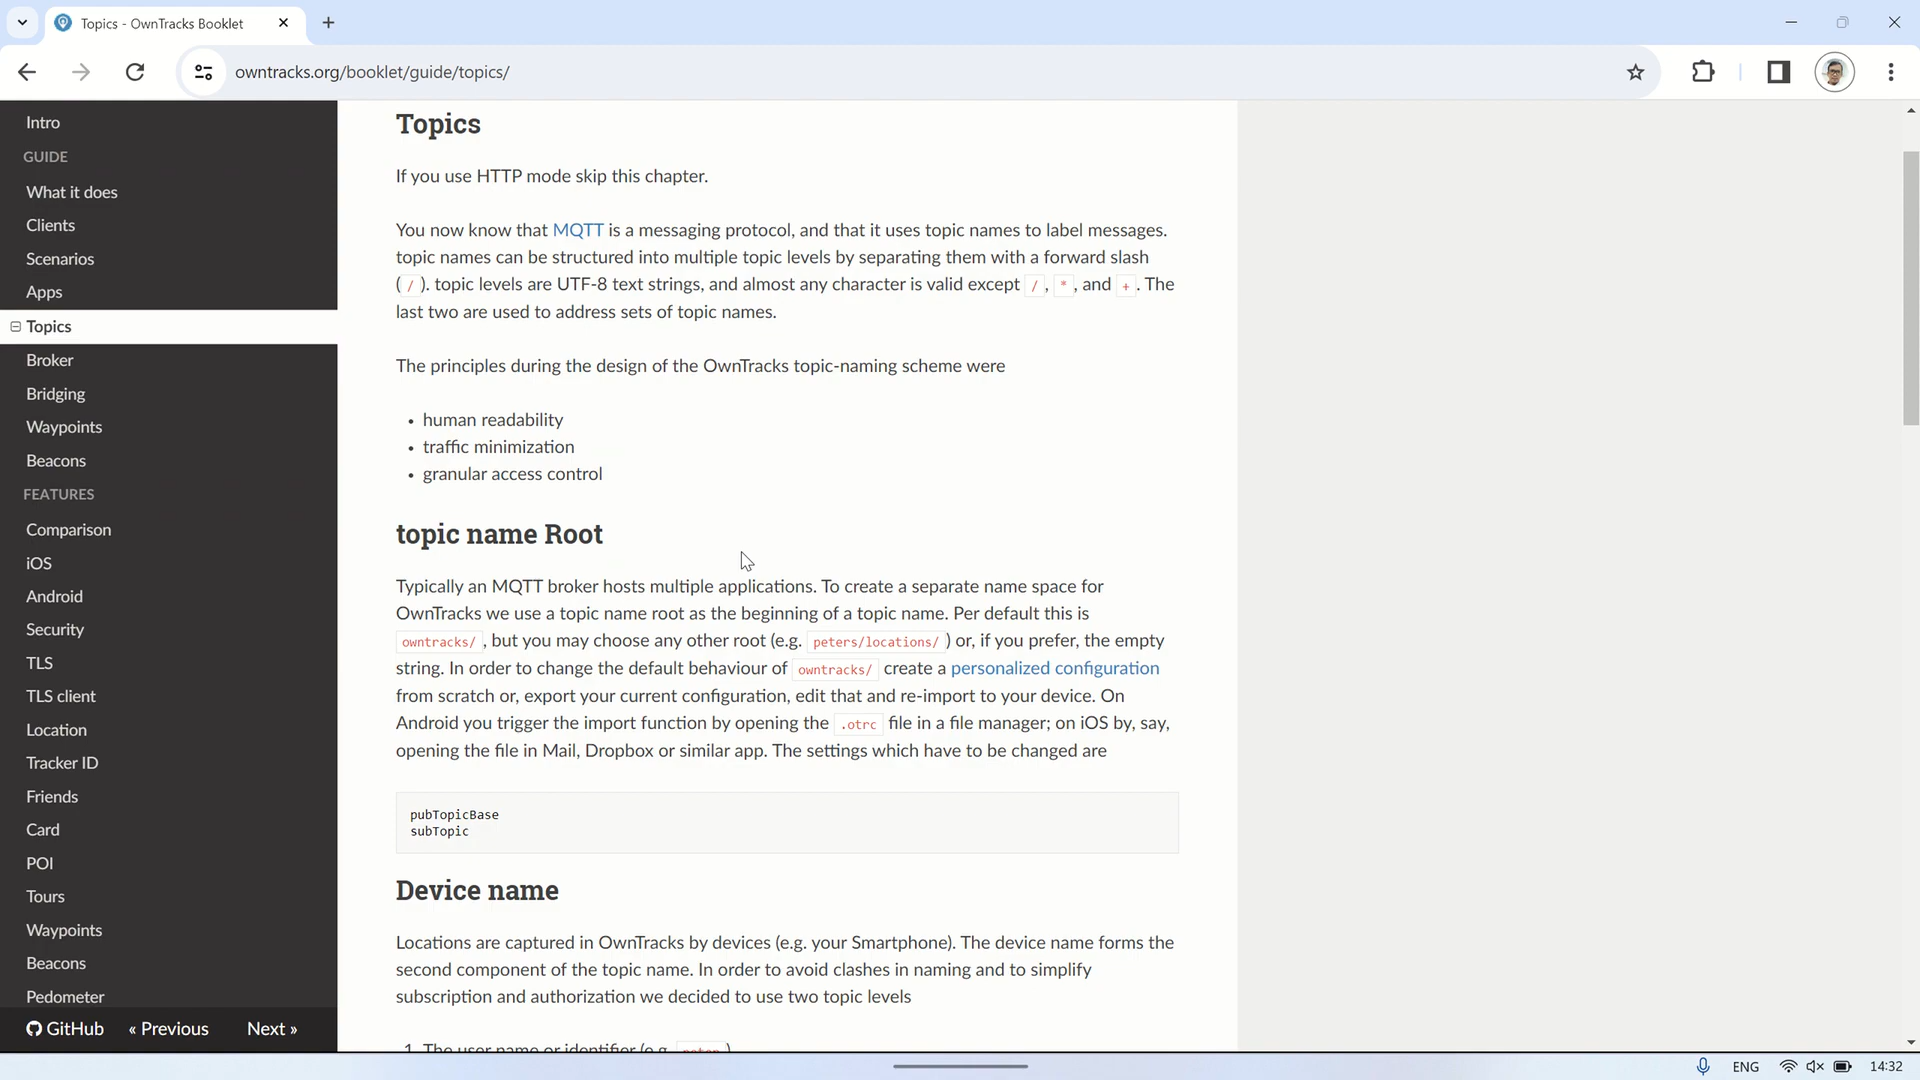 Topics - OwnTracks Booklet
owntracks.org/booklet/guide/topics/
Intro
GUIDE
What it does
Clients
Scenarios
Apps
Topics
Broker
Bridging
Waypoints
Beacons
FEATURES
Comparison
iOS
Android
Security
TLS
TLS client
Location
Tracker ID
Friends
Card
POI
Tours
Waypoints
Beacons
Pedometer
GitHub « Previous Next »
Topics
If you use HTTP mode skip this chapter.
You now know that MQTT is a messaging protocol, and that it uses topic names to label messages.
topic names can be structured into multiple topic levels by separating them with a forward slash
( / ). topic levels are UTF-8 text strings, and almost any character is valid except / , * , and + . The
last two are used to address sets of topic names.
The principles during the design of the OwnTracks topic-naming scheme were
• human readability
• traffic minimization
• granular access control
topic name Root
Typically an MQTT broker hosts multiple applications. To create a separate name space for
OwnTracks we use a topic name root as the beginning of a topic name. Per default this is
owntracks/ , but you may choose any other root (e.g. peters/locations/ ) or, if you prefer, the empty
string. In order to change the default behaviour of owntracks/ create a personalized configuration
from scratch or, export your current configuration, edit that and re-import to your device. On
Android you trigger the import function by opening the .otrc file in a file manager; on iOS by, say,
opening the file in Mail, Dropbox or similar app. The settings which have to be changed are
pubTopicBase
subTopic
Device name
Locations are captured in OwnTracks by devices (e.g. your Smartphone). The device name forms the
second component of the topic name. In order to avoid clashes in naming and to simplify
subscription and authorization we decided to use two topic levels
1. The user name or identifier (e.g. peter )
ENG 14:32